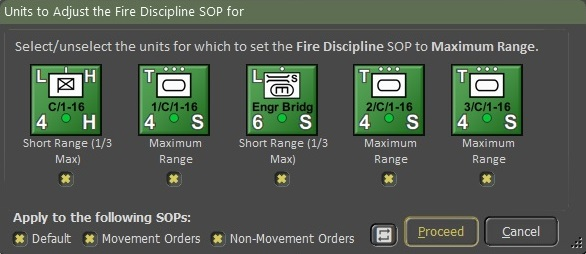 Units to Adjust the Fire Discipline SOP for
Select/unselect the units for which to set the Fire Discipline SOP to Maximum Range.
L H
C/1-16
4 H
T
1/C/1-16
4 S
L S
E
Engr Bridg
6 S
T
2/C/1-16
4 S
T
3/C/1-16
4 S
Short Range (1/3
Max)
Maximum
Range
Short Range (1/3
Max)
Maximum
Range
Maximum
Range
Apply to the following SOPs:
Default Movement Orders Non-Movement Orders Proceed Cancel